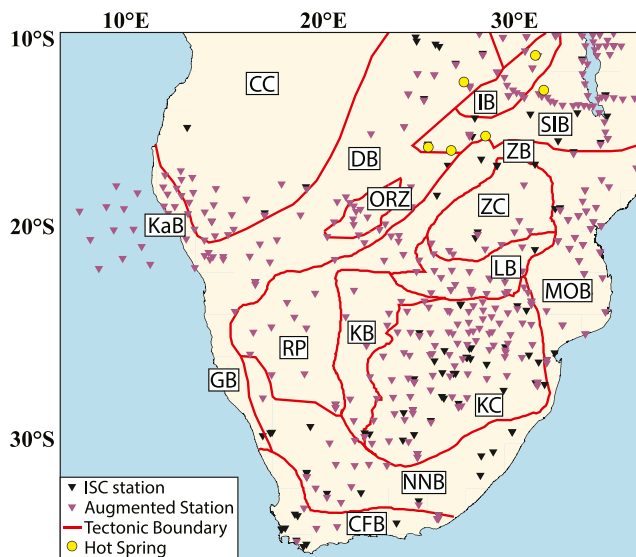 10°S
20°E
30°E
CC
IB
SIB
DB
ZB
ORZ
ZC
20°S
KaB
LB
MOB
RP
KB
GB
KC
30°S
NNB
CFB
ISC station
Augmented Station
Tectonic Boundary
Hot Spring